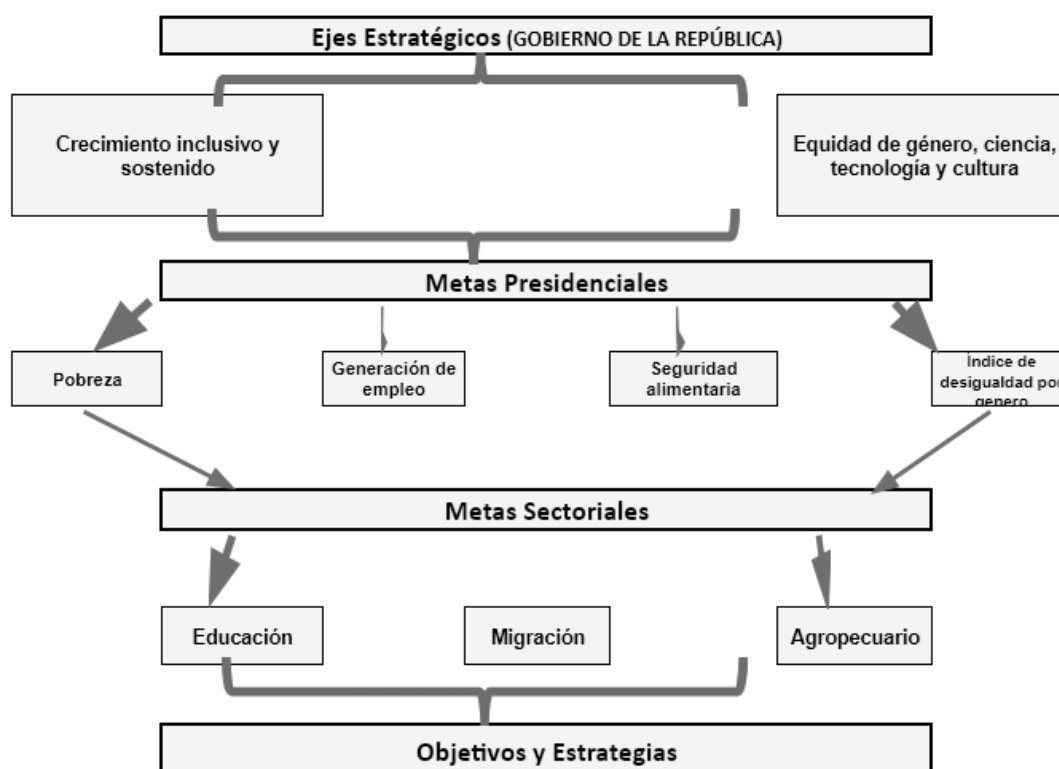 Ejes Estratégicos (GOBIERNO DE LA REPÚBLICA)
Crecimiento inclusivo y
sostenido
Equidad de género, ciencia,
tecnología y cultura
Metas Presidenciales
Pobreza
Generación de
empleo
Seguridad
alimentaria
Índice de
desigualdad por
genero
Metas Sectoriales
Educación
Migración
Agropecuario
Objetivos y Estrategias